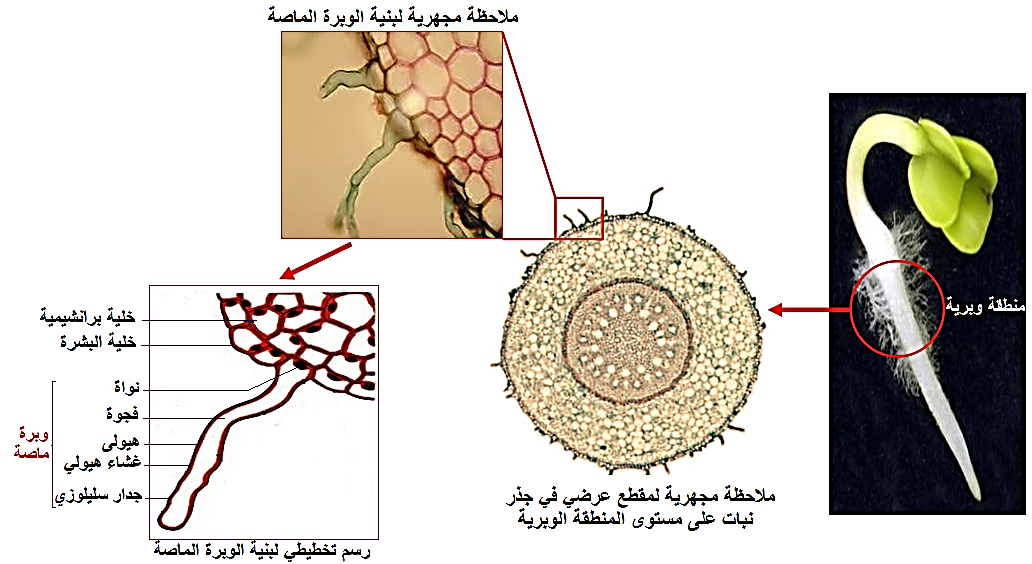 ملاحظة مجهرية لبنية الوبرة الماصة
منطقة وبرية
خلية برانشيمية
خلية البشرة
نواة
فجوة
هيولى
غشاء هيولي
جدار سليلوزي
وبرة
ماصة
رسم تخطيطي لبنية الوبرة الماصة
ملاحظة مجهرية لمقطع عرضي في جذر
نبات على مستوى المنطقة الوبرية